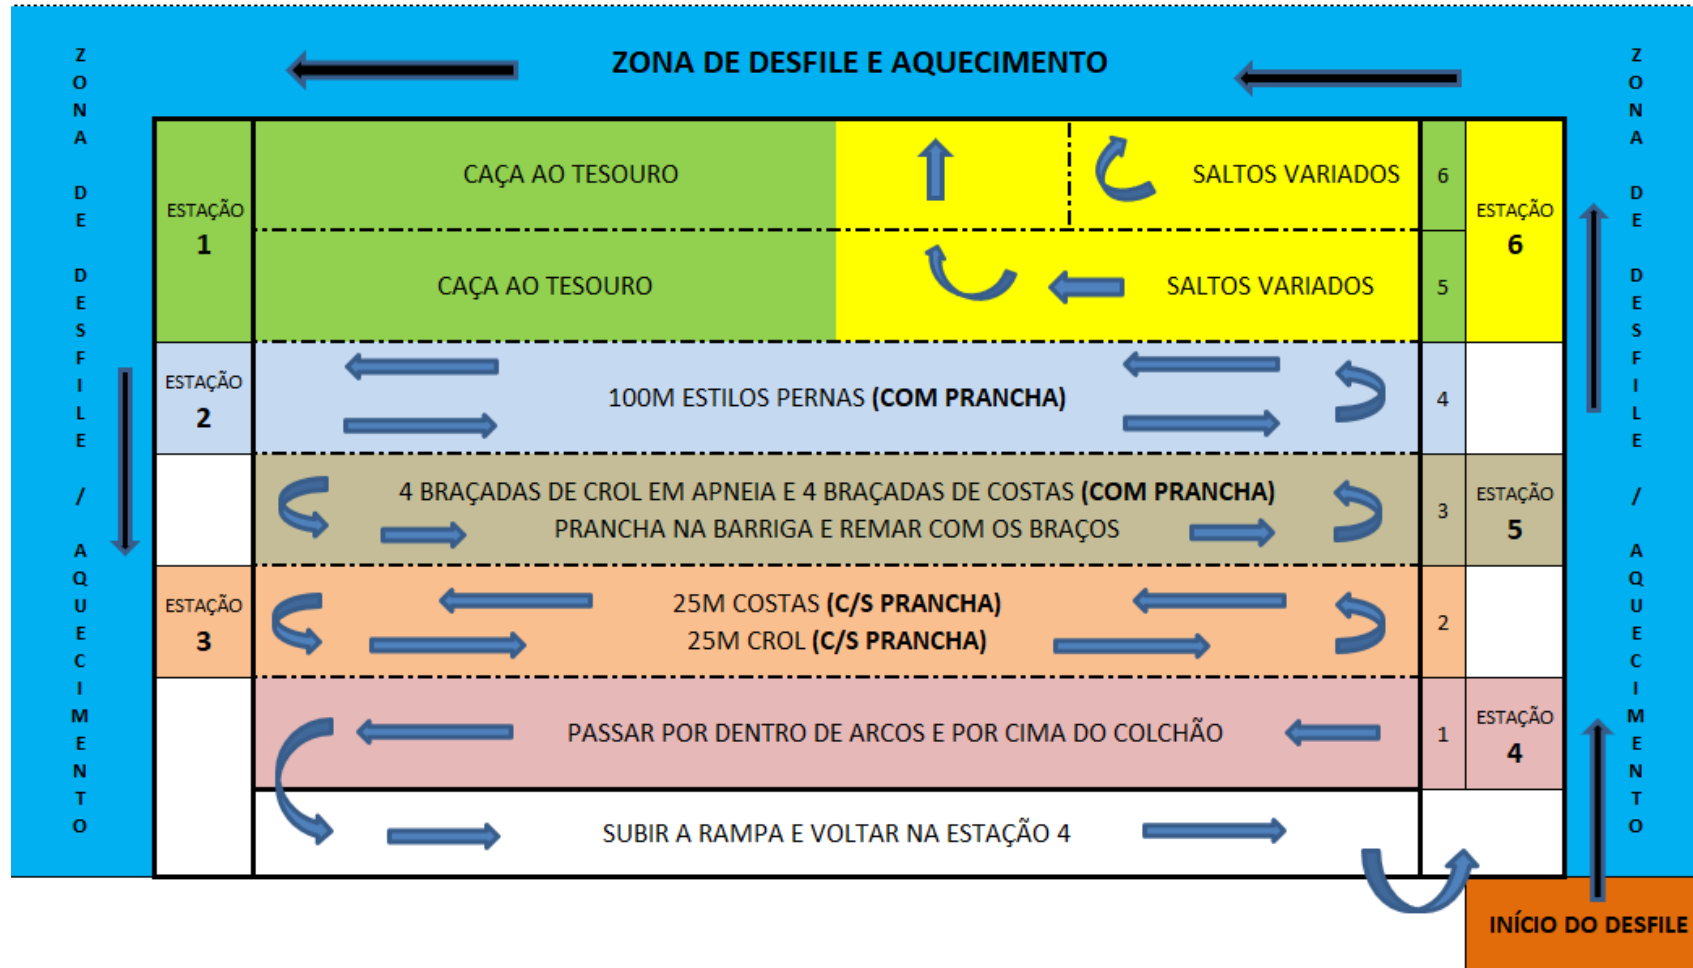 ZONA DE DESFILE E AQUECIMENTO
ZONA DE DESFILE / AQUECIMENTO
ZONA DE DESFILE / AQUECIMENTO
ESTAÇÃO
1
CAÇA AO TESOURO
SALTOS VARIADOS
6
ESTAÇÃO
6
CAÇA AO TESOURO
SALTOS VARIADOS
5
ESTAÇÃO
2
100M ESTILOS PERNAS (COM PRANCHA)
4
4 BRAÇADAS DE CROL EM APNEIA E 4 BRAÇADAS DE COSTAS (COM PRANCHA)
PRANCHA NA BARRIGA E REMAR COM OS BRAÇOS
3
ESTAÇÃO
5
ESTAÇÃO
3
25M COSTAS (C/S PRANCHA)
25M CROL (C/S PRANCHA)
2
PASSAR POR DENTRO DE ARCOS E POR CIMA DO COLCHÃO
1
ESTAÇÃO
4
SUBIR A RAMPA E VOLTAR NA ESTAÇÃO 4
INÍCIO DO DESFILE